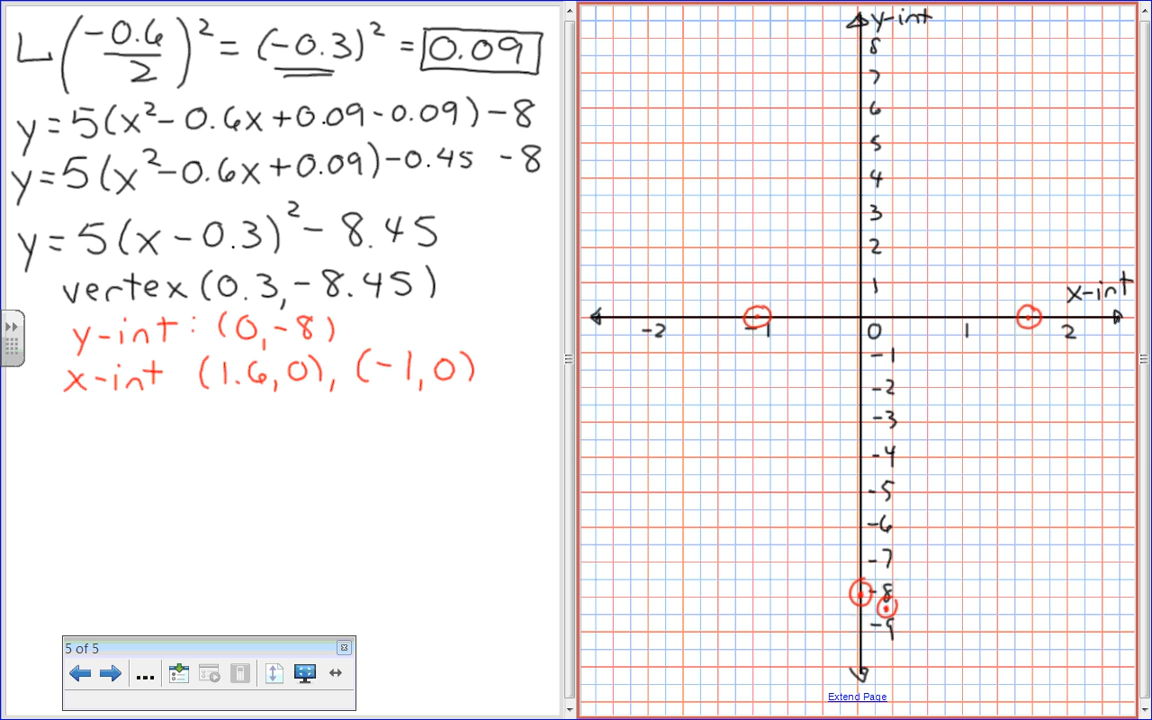 (-0.6/2)² = (-0.3)² = 0.09
y = 5(x² - 0.6x + 0.09 - 0.09) - 8
y = 5(x² - 0.6x + 0.09) - 0.45 - 8
y = 5(x - 0.3)² - 8.45
vertex (0.3, -8.45)
y-int: (0, -8)
x-int (1.6, 0), (-1, 0)
5 of 5
y-int
8
7
6
5
4
3
2
1
x-int
-2 -1 0 1 2
-1
-2
-3
-4
-5
-6
-7
-8
-9
Extend Page